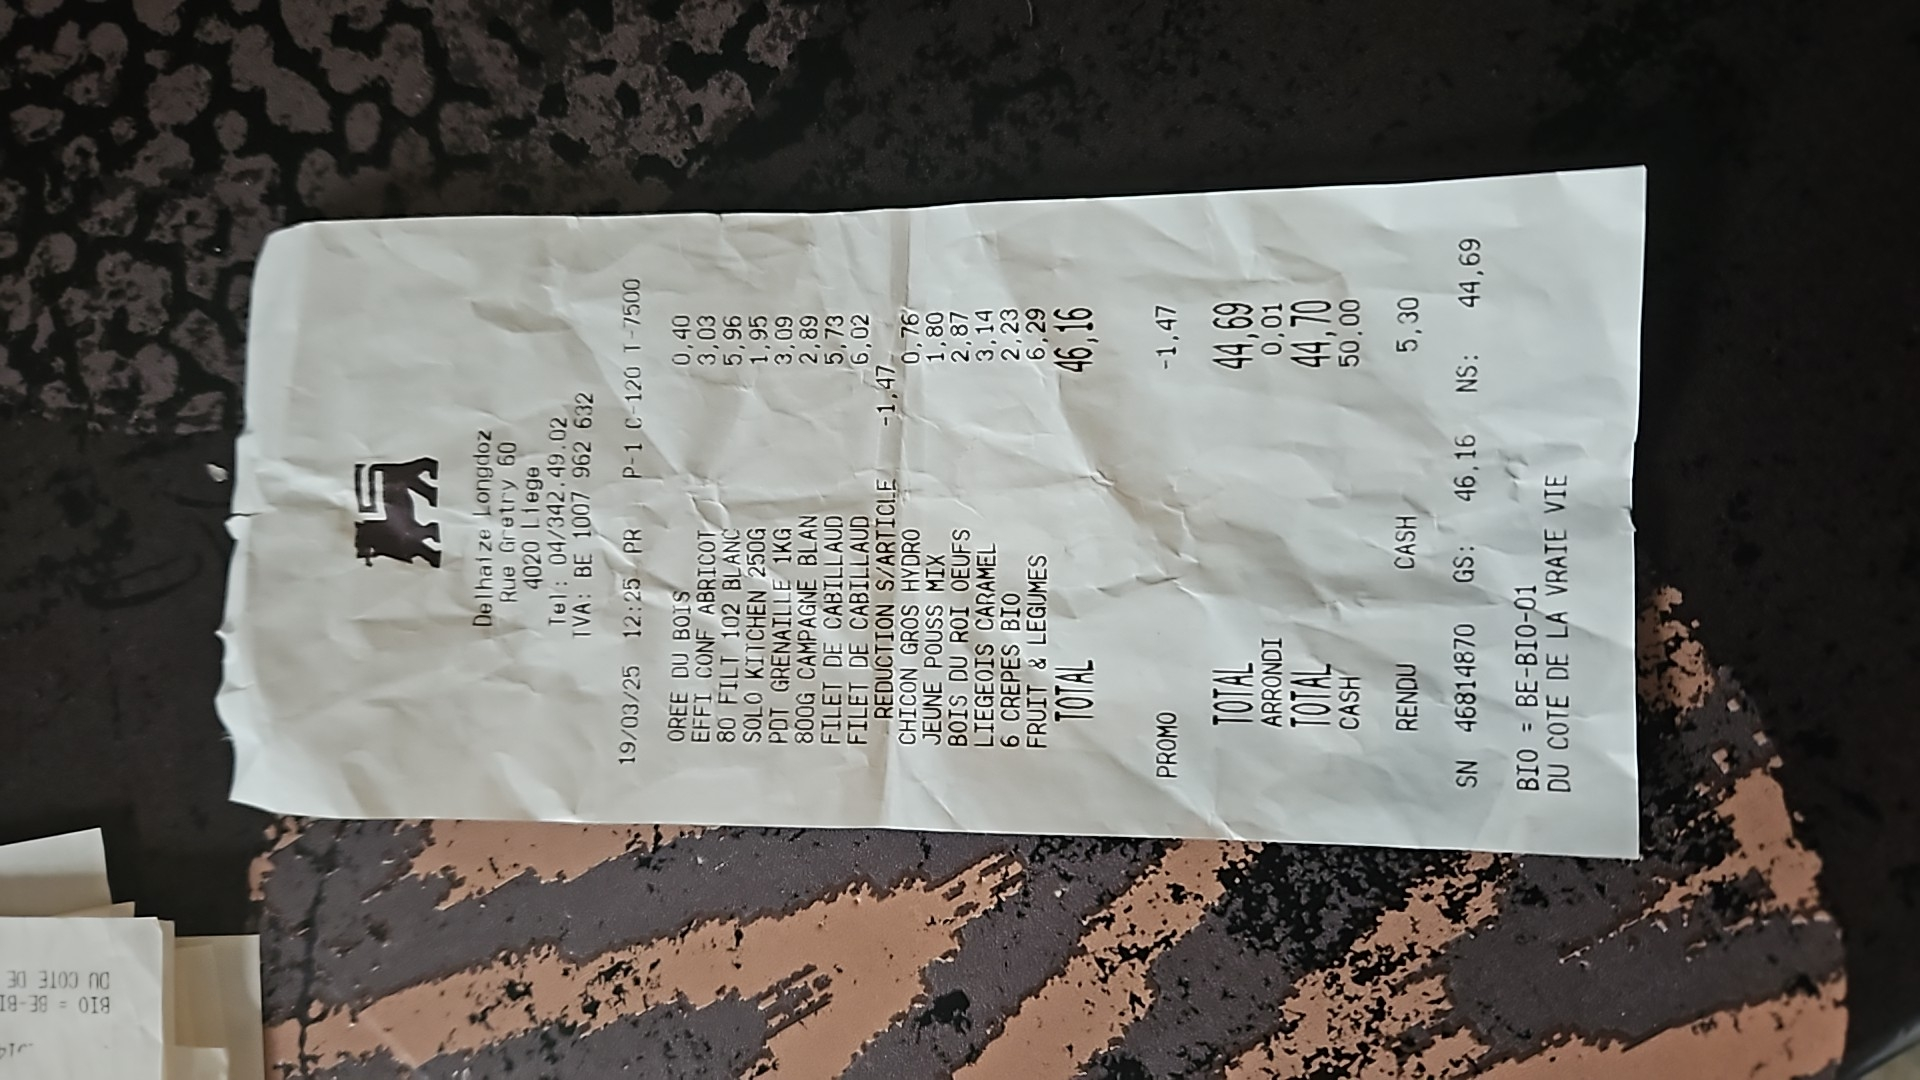 Delhaize Longdoz
Rue Gretry 60
4020 Liege
Tel: 04/342.49.02
TVA: BE 1007 962 632
19/03/25 12:25 PR P-1 C-120 T-7500
OREE DU BOIS 0,40
EFFI CONF ABRICOT 3,03
80 FILT 102 BLANC 5,96
SOLO KITCHEN 250G 1,95
PDT GRENAILLE 1KG 3,09
800G CAMPAGNE BLAN 2,89
FILET DE CABILLAUD 5,73
FILET DE CABILLAUD 6,02
REDUCTION S/ARTICLE -1,47
CHICON GROS HYDRO 0,76
JEUNE POUSS MIX 1,80
BOIS DU ROI OEUFS 2,87
LIEGEOIS CARAMEL 3,14
6 CREPES BIO 2,23
FRUIT & LEGUMES 6,29
TOTAL 46,16
PROMO -1,47
TOTAL 44,69
ARRONDI 0,01
TOTAL 44,70
CASH 50,00
RENDU CASH 5,30
SN 46814870 GS: 46,16 NS: 44,69
BIO = BE-BIO-01
DU COTE DE LA VRAIE VIE
BIO = BE-BI
DU COTE DE